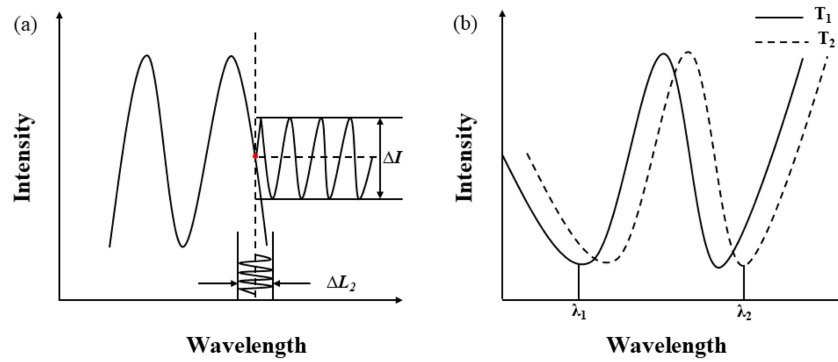 (a)
Intensity
ΔI
ΔL₂
Wavelength
(b)
T₁
T₂
Intensity
λ₁
λ₂
Wavelength